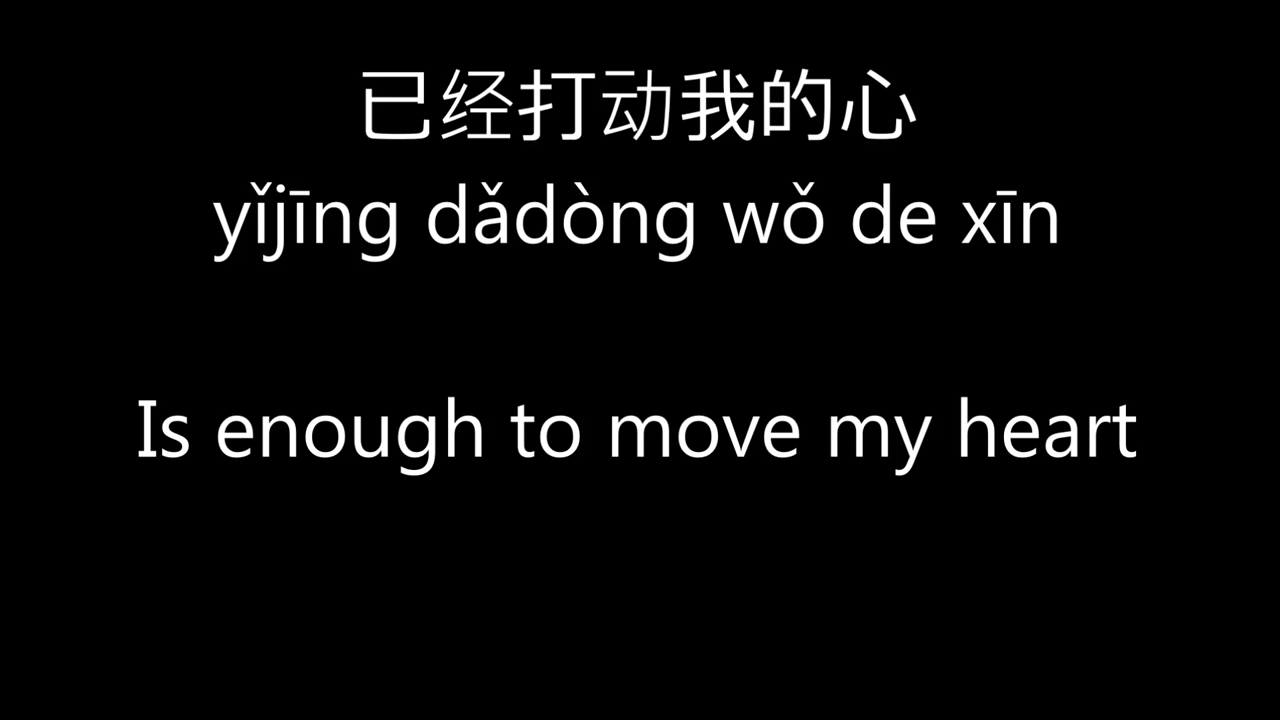 已经打动我的心
yǐjīng dǎdòng wǒ de xīn
Is enough to move my heart